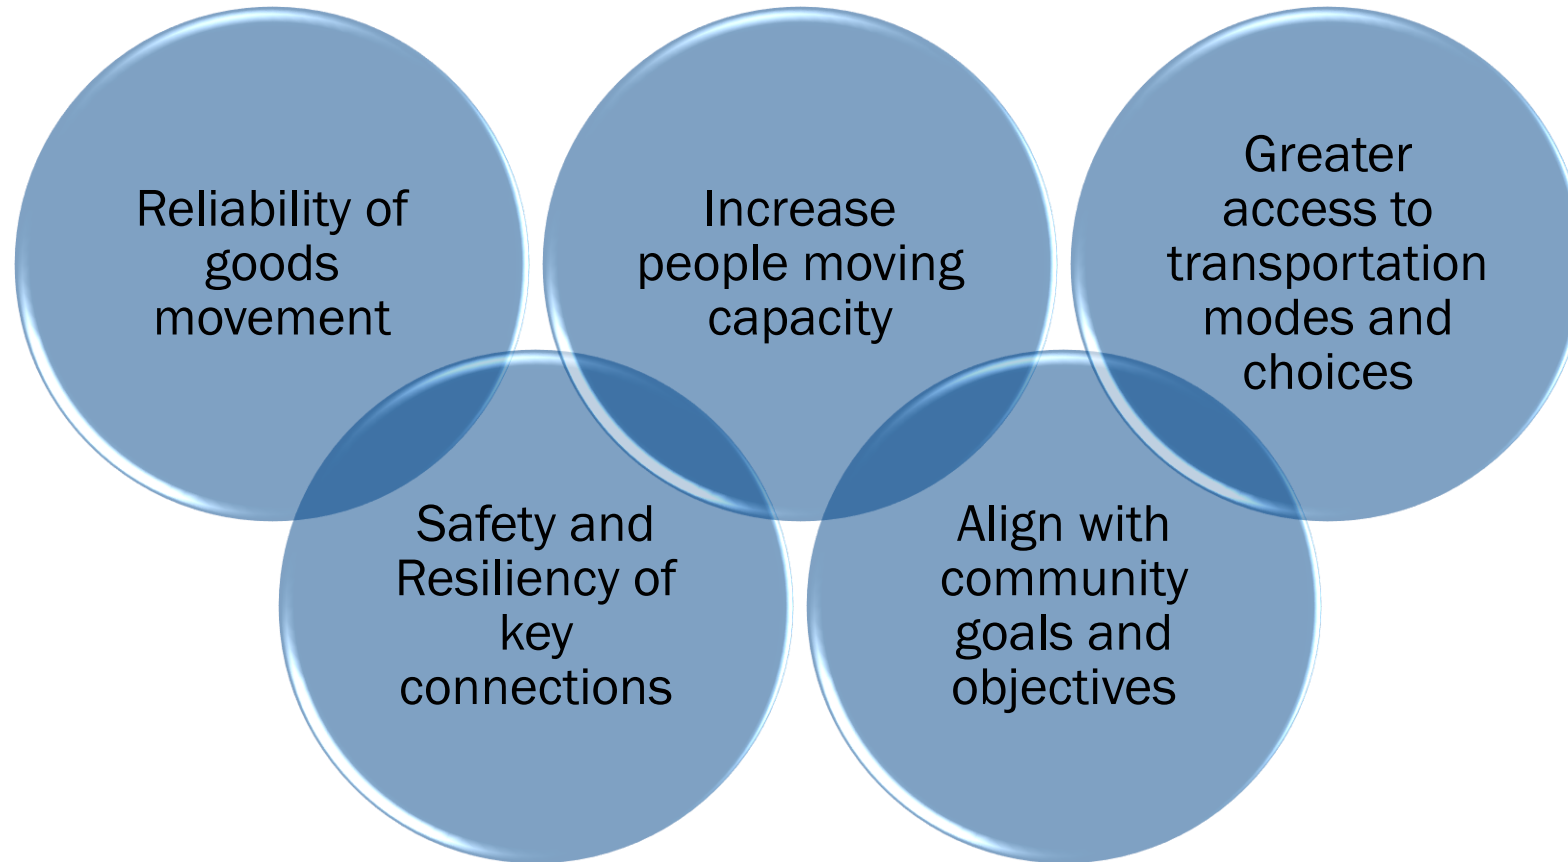 Reliability of
goods
movement
Increase
people moving
capacity
Greater
access to
transportation
modes and
choices
Safety and
Resiliency of
key
connections
Align with
community
goals and
objectives